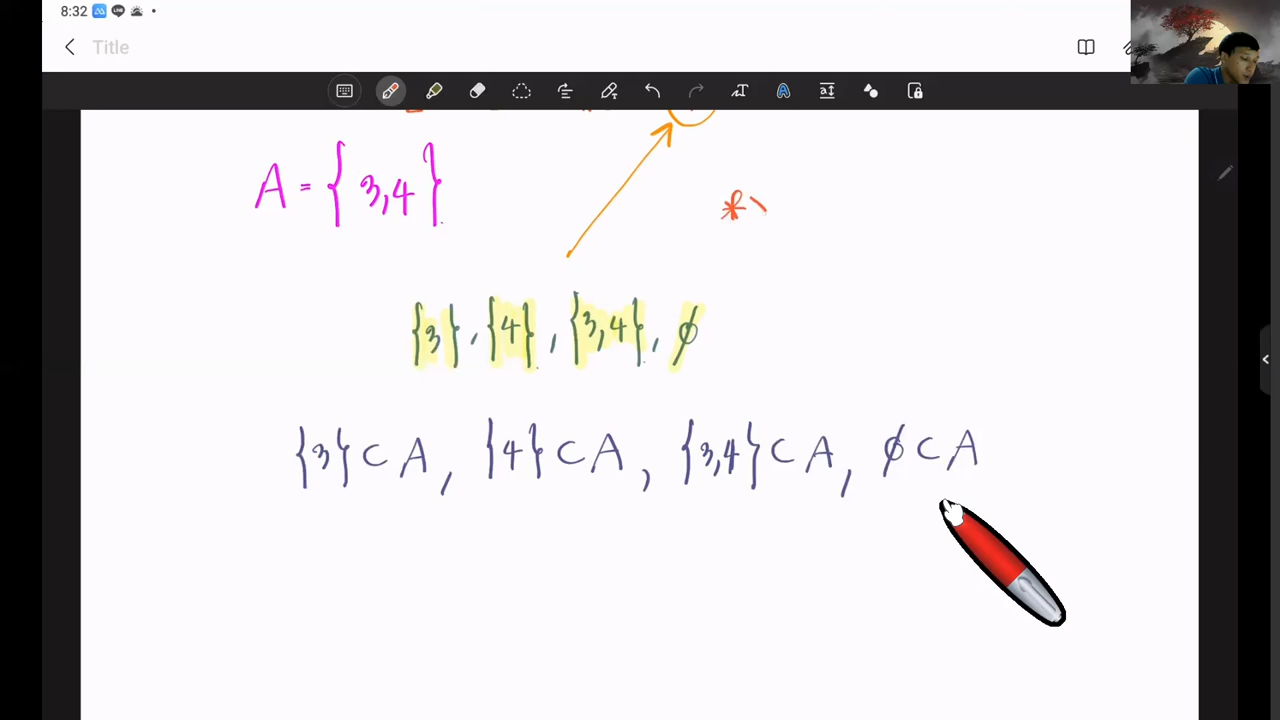 8:32
Title
A = { 3,4 }
*
{3} , {4} , {3,4} , ∅
{3} ⊂ A , {4} ⊂ A , {3,4} ⊂ A , ∅ ⊂ A